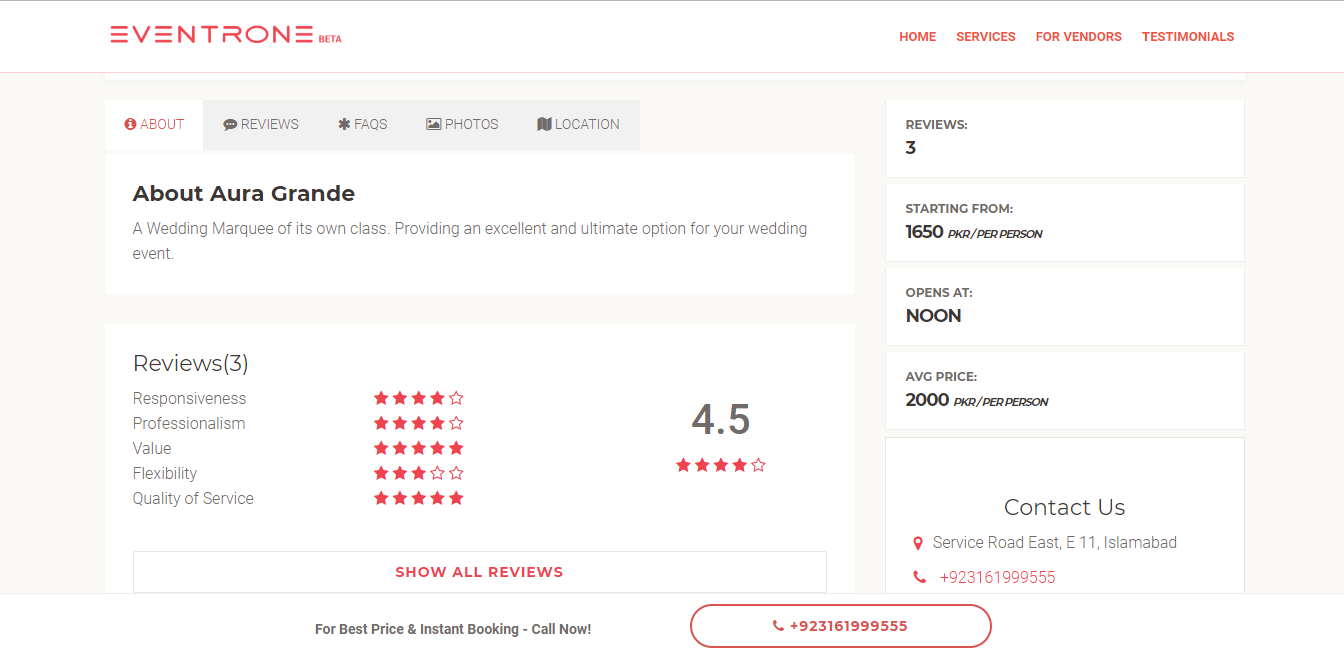 EVENTRONE BETA
HOME SERVICES FOR VENDORS TESTIMONIALS
ABOUT REVIEWS FAQS PHOTOS LOCATION
About Aura Grande
A Wedding Marquee of its own class. Providing an excellent and ultimate option for your wedding
event.
Reviews(3)
Responsiveness
Professionalism
Value
Flexibility
Quality of Service
4.5
SHOW ALL REVIEWS
REVIEWS:
3
STARTING FROM:
1650 PKR/PER PERSON
OPENS AT:
NOON
AVG PRICE:
2000 PKR/PER PERSON
Contact Us
Service Road East, E 11, Islamabad
+923161999555
For Best Price & Instant Booking - Call Now!
+923161999555